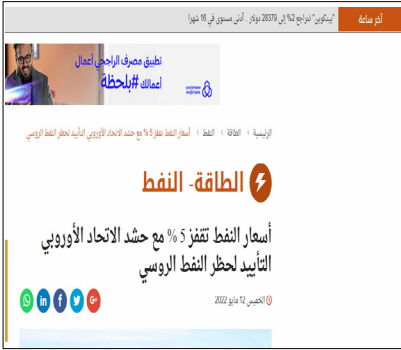 آخر ساعة
"بيتكوين" تتراجع 2% إلى 28379 دولار .. أدنى مستوى في 16 شهرا
تطبيق مصرف الراجحي أعمال
أعمالك #بلحظة
الرئيسية > الطاقة > النفط > أسعار النفط تقفز 5 % مع حشد الاتحاد الأوروبي التأييد لحظر النفط الروسي
الطاقة- النفط
أسعار النفط تقفز 5 % مع حشد الاتحاد الأوروبي
التأييد لحظر النفط الروسي
الخميس 12 مايو 2022